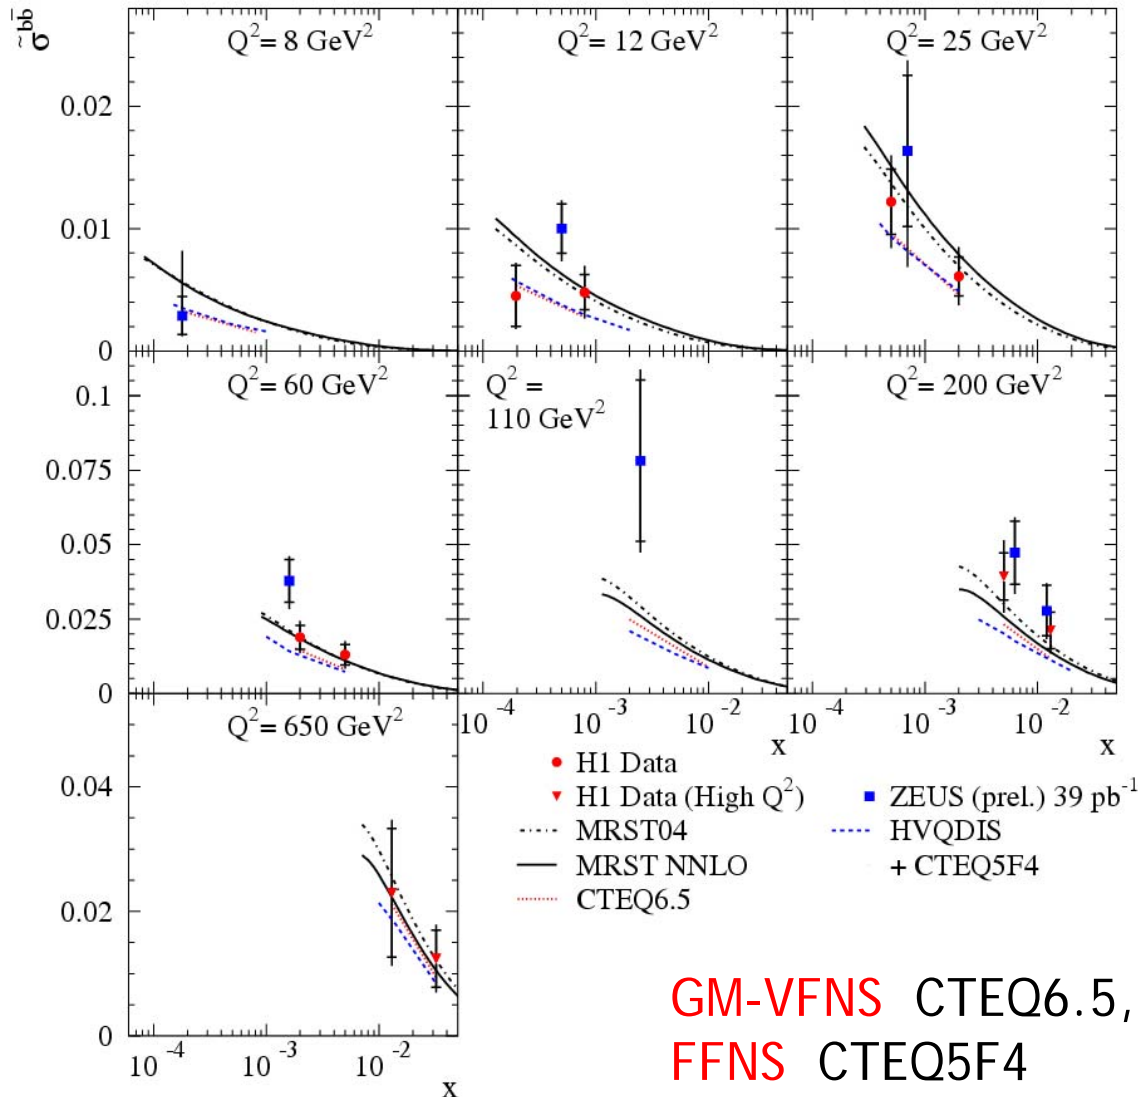 σ̃ bb̄
Q²= 8 GeV²
Q²= 12 GeV²
Q²= 25 GeV²
0.02
0.01
0
Q²= 60 GeV²
Q² =
110 GeV²
Q²= 200 GeV²
0.1
0.075
0.05
0.025
0
10⁻⁴ 10⁻³ 10⁻² x
10⁻⁴ 10⁻³ 10⁻² x
Q²= 650 GeV²
0.04
0.02
0
10⁻⁴ 10⁻³ 10⁻² x
H1 Data
H1 Data (High Q²)
MRST04
MRST NNLO
CTEQ6.5
ZEUS (prel.) 39 pb⁻¹
HVQDIS
+ CTEQ5F4
GM-VFNS CTEQ6.5,
FFNS CTEQ5F4